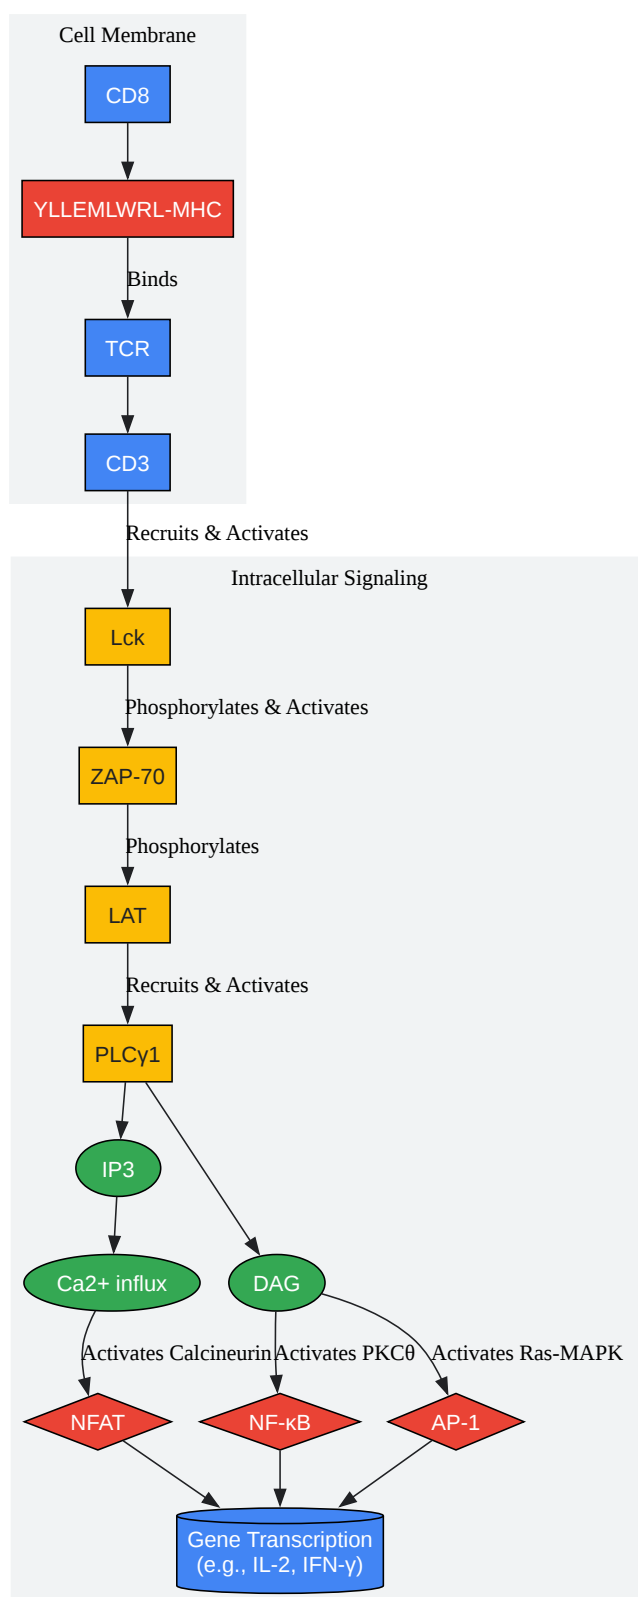 Cell Membrane
CD8
YLLEMLWRL-MHC
Binds
TCR
CD3
Recruits & Activates
Intracellular Signaling
Lck
Phosphorylates & Activates
ZAP-70
Phosphorylates
LAT
Recruits & Activates
PLCγ1
IP3
Ca2+ influx
DAG
Activates Calcineurin
Activates PKCθ
Activates Ras-MAPK
NFAT
NF-κB
AP-1
Gene Transcription
(e.g., IL-2, IFN-γ)